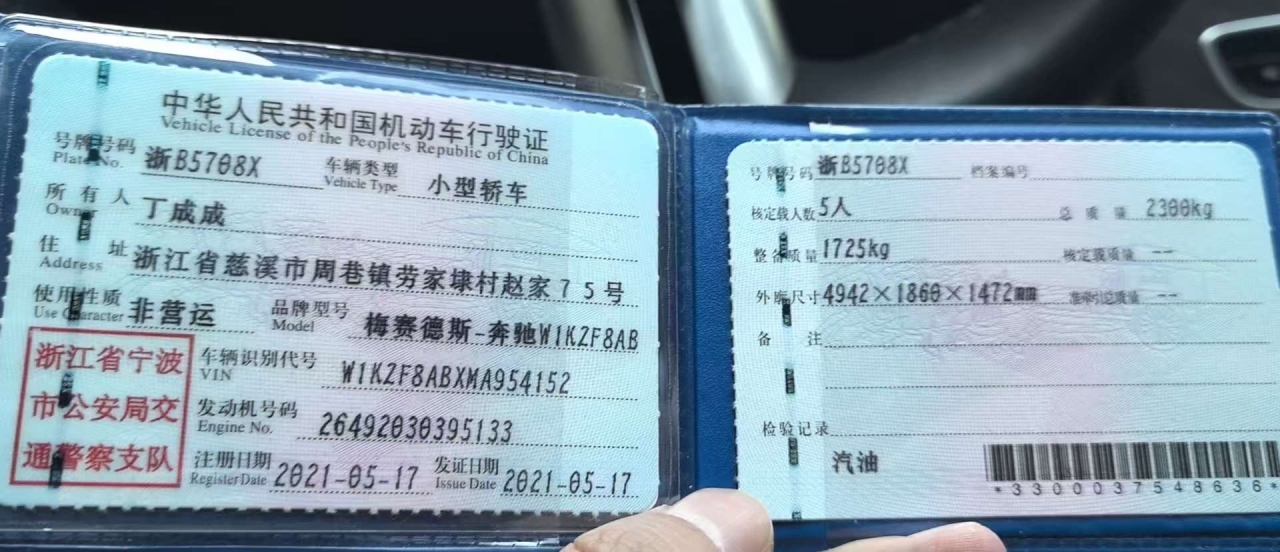 中华人民共和国机动车行驶证
Vehicle License of the People's Republic of China
号牌号码 浙B5708X 车辆类型 小型轿车
Plate No. Vehicle Type
所有人 丁成戚
Owner
住址 浙江省慈溪市周巷镇劳家埭村赵家75号
Address
使用性质 非营运 品牌型号 梅赛德斯-奔驰W1KZF8AB
Use Character Model
浙江省宁波
市公安局交
通警察支队
车辆识别代号 W1KZF8ABXMA954152
VIN
发动机号码 26492030395133
Engine No.
注册日期 2021-05-17 发证日期 2021-05-17
Register Date Issue Date
号牌号码 浙B5708X 档案编号
核定载人数 5人 总质量 2300kg
整备质量 1725kg 核定载质量 --
外廓尺寸 4942×1860×1472mm 准牵引总质量 --
备注
检验记录
汽油
*3300037548636*